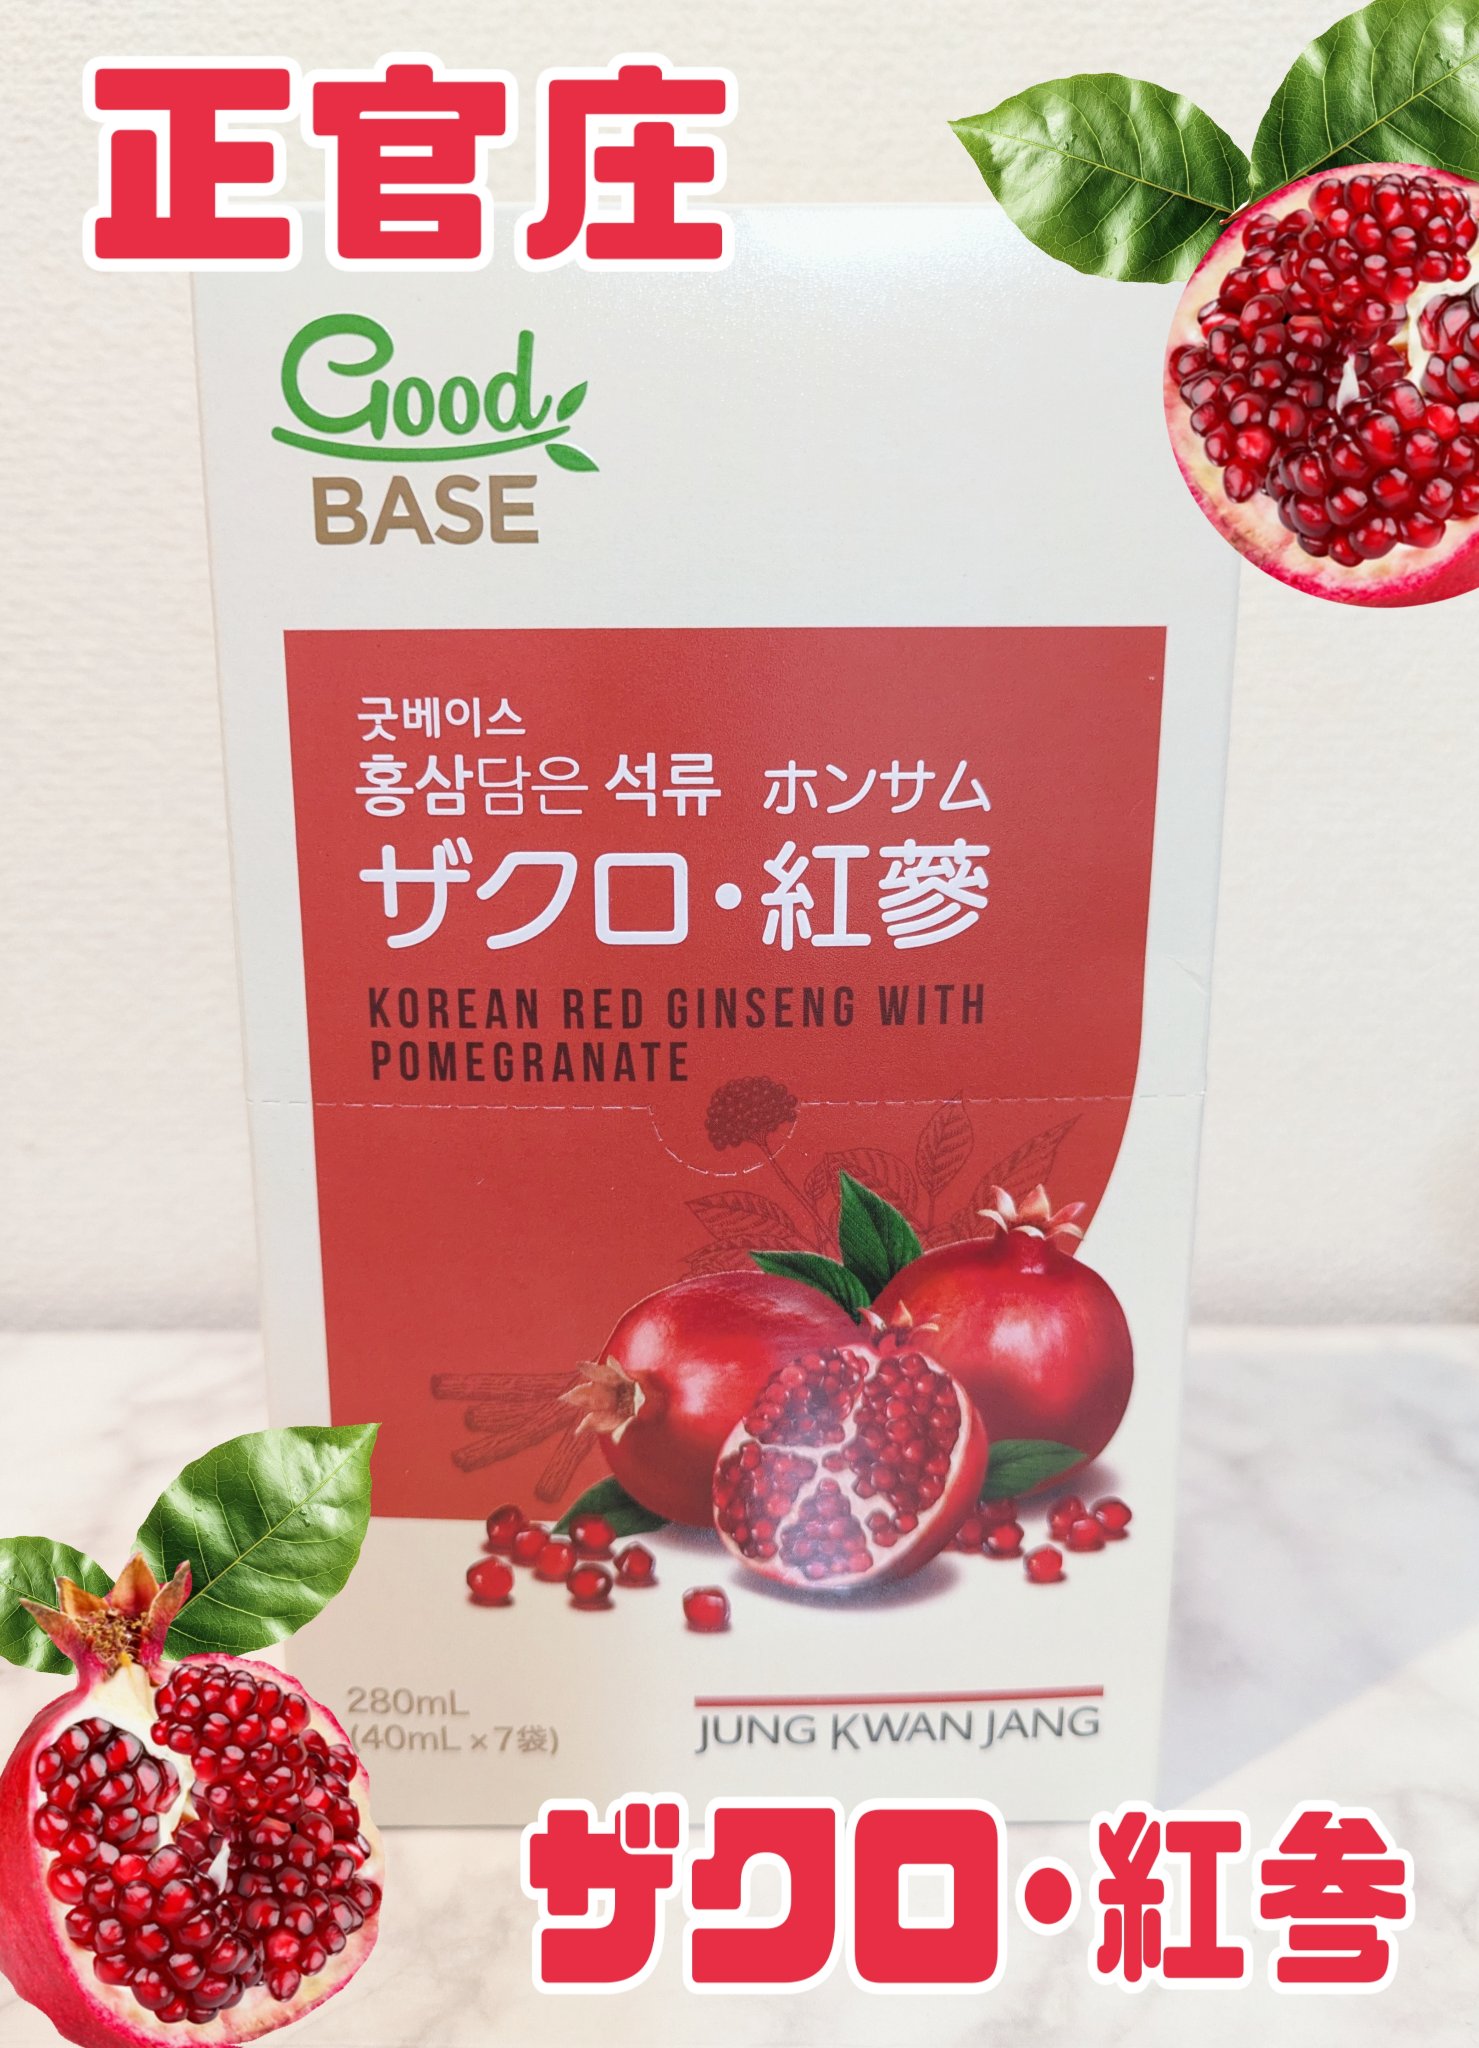 正官庄
Good
BASE
굿베이스
홍삼담은 석류 ホンサム
ザクロ・紅蔘
KOREAN RED GINSENG WITH
POMEGRANATE
280mL
(40mL x 7袋)
JUNG KWAN JANG
ザクロ・紅参